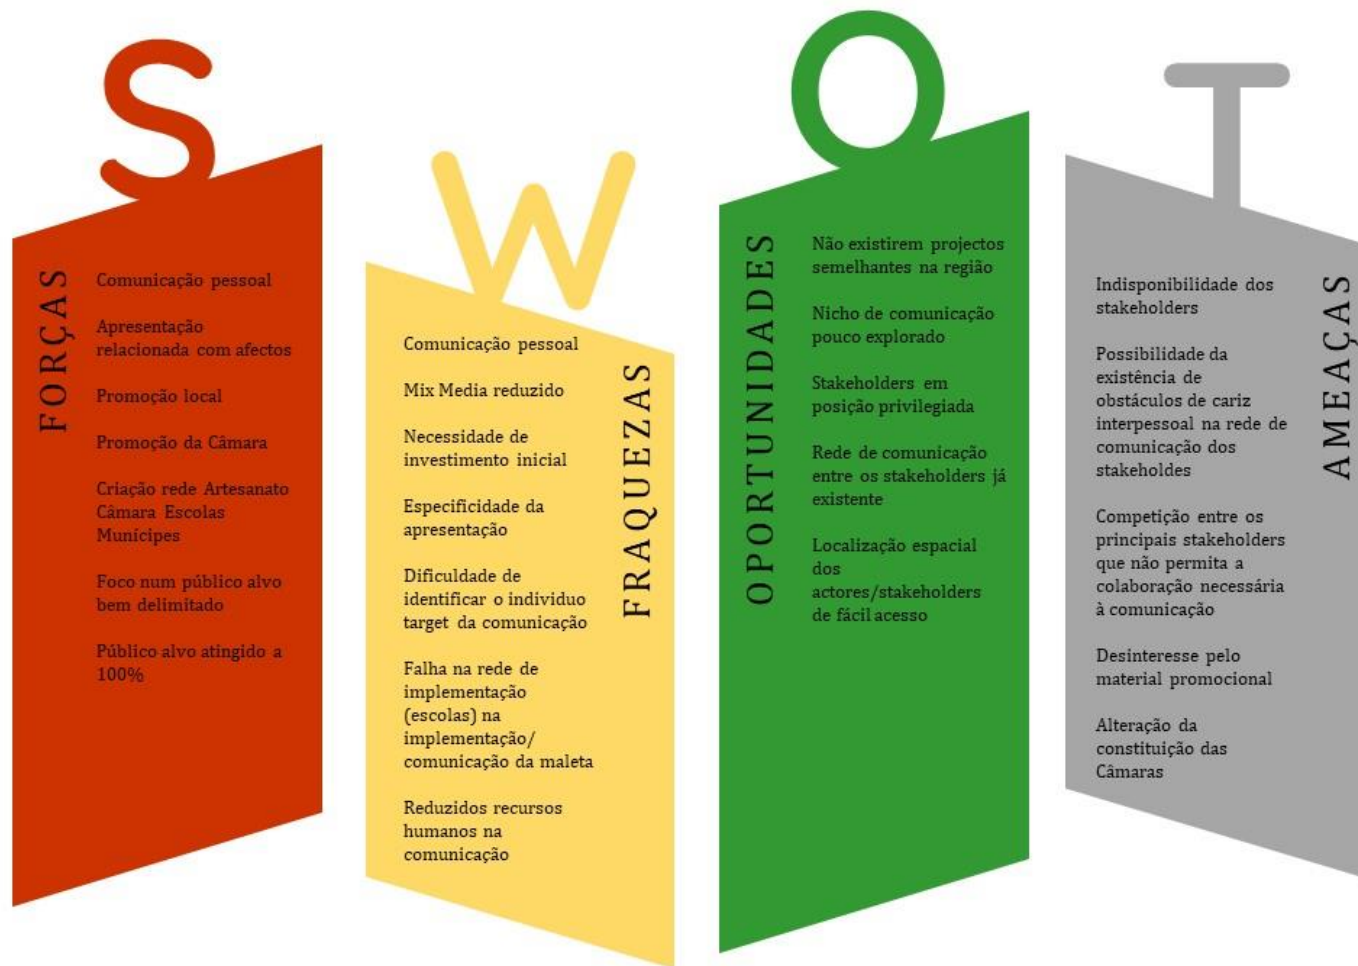 S
FORÇAS
Comunicação pessoal
Apresentação
relacionada com afectos
Promoção local
Promoção da Câmara
Criação rede Artesanato
Câmara Escolas
Munícipes
Foco num público alvo
bem delimitado
Público alvo atingido a
100%
W
FRAQUEZAS
Comunicação pessoal
Mix Media reduzido
Necessidade de
investimento inicial
Especificidade da
apresentação
Dificuldade de
identificar o individuo
target da comunicação
Falha na rede de
implementação
(escolas) na
implementação/
comunicação da maleta
Reduzidos recursos
humanos na
comunicação
O
OPORTUNIDADES
Não existirem projectos
semelhantes na região
Nicho de comunicação
pouco explorado
Stakeholders em
posição privilegiada
Rede de comunicação
entre os stakeholders já
existente
Localização espacial
dos
actores/stakeholders
de fácil acesso
T
AMEAÇAS
Indisponibilidade dos
stakeholders
Possibilidade da
existência de
obstáculos de cariz
interpessoal na rede de
comunicação dos
stakeholdes
Competição entre os
principais stakeholders
que não permita a
colaboração necessária
à comunicação
Desinteresse pelo
material promocional
Alteração da
constituição das
Câmaras